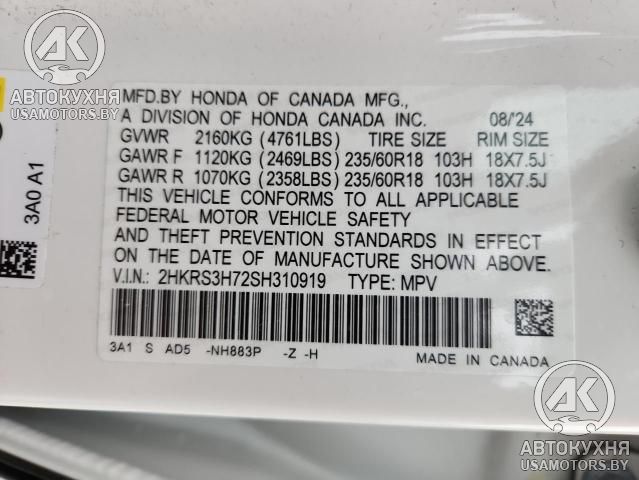 АК
АВТОКУХНЯ
USAMOTORS.BY
MFD.BY HONDA OF CANADA MFG.,
A DIVISION OF HONDA CANADA INC. 08/'24
GVWR 2160KG (4761LBS) TIRE SIZE RIM SIZE
GAWR F 1120KG (2469LBS) 235/60R18 103H 18X7.5J
GAWR R 1070KG (2358LBS) 235/60R18 103H 18X7.5J
THIS VEHICLE CONFORMS TO ALL APPLICABLE
FEDERAL MOTOR VEHICLE SAFETY
AND THEFT PREVENTION STANDARDS IN EFFECT
ON THE DATE OF MANUFACTURE SHOWN ABOVE.
V.I.N.: 2HKRS3H72SH310919 TYPE: MPV
3A1 S AD5 -NH883P -Z -H MADE IN CANADA
3A0 A1
АК
АВТОКУХНЯ
USAMOTORS.BY